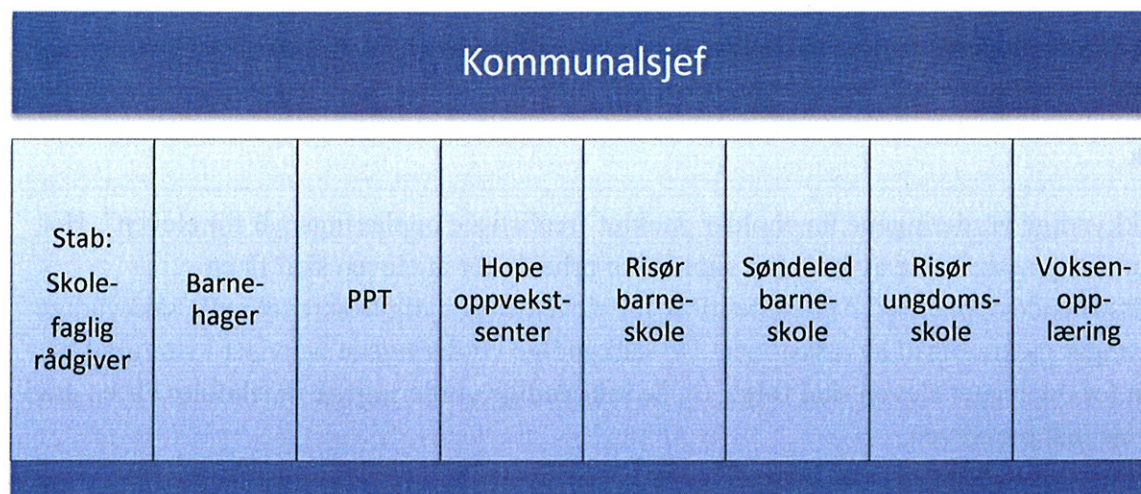 Kommunalsjef
Stab:
Skole-
faglig
rådgiver
Barne-
hager
PPT
Hope
oppvekst-
senter
Risør
barne-
skole
Søndeled
barne-
skole
Risør
ungdoms-
skole
Voksen-
opp-
læring